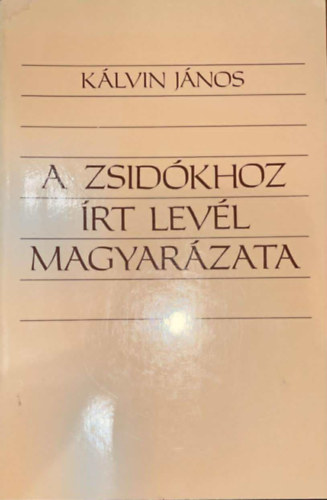 KÁLVIN JÁNOS
A ZSIDÓKHOZ
ÍRT LEVÉL
MAGYARÁZATA